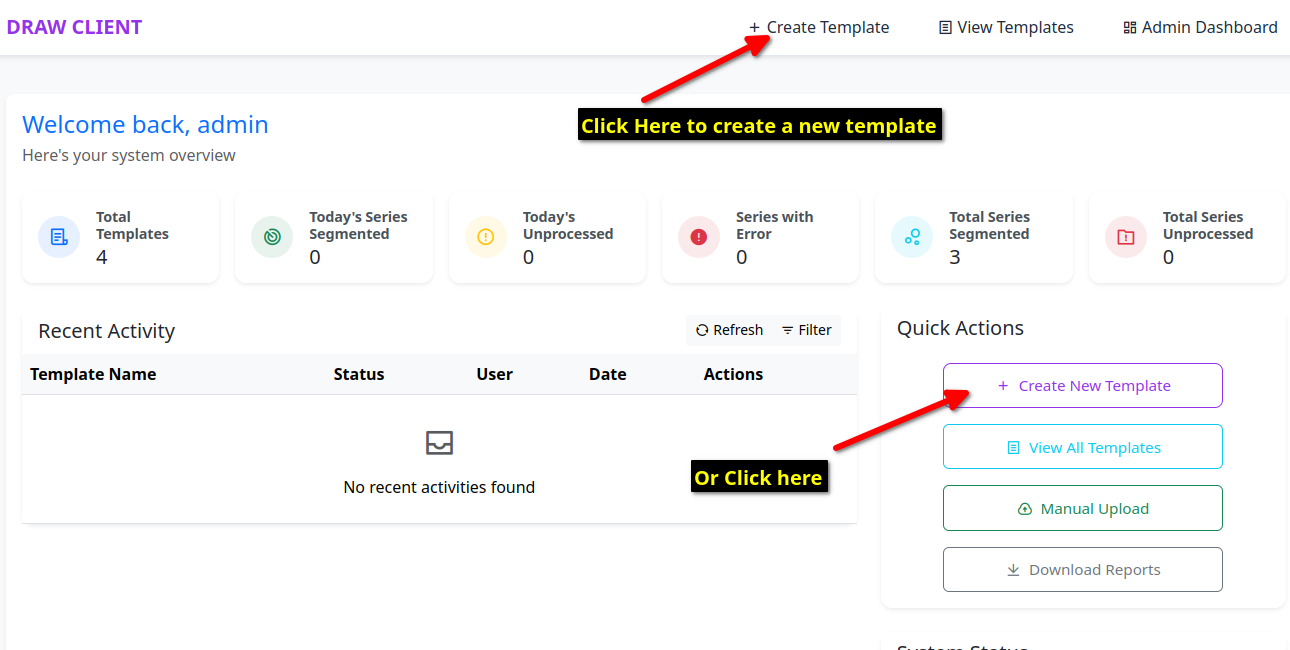 DRAW CLIENT
+ Create Template
View Templates
Admin Dashboard
Click Here to create a new template
Welcome back, admin
Here's your system overview
Total Templates
4
Today's Series Segmented
0
Today's Unprocessed
0
Series with Error
0
Total Series Segmented
3
Total Series Unprocessed
0
Recent Activity
Refresh
Filter
Template Name Status User Date Actions
No recent activities found
Or Click here
Quick Actions
+ Create New Template
View All Templates
Manual Upload
Download Reports
System Status